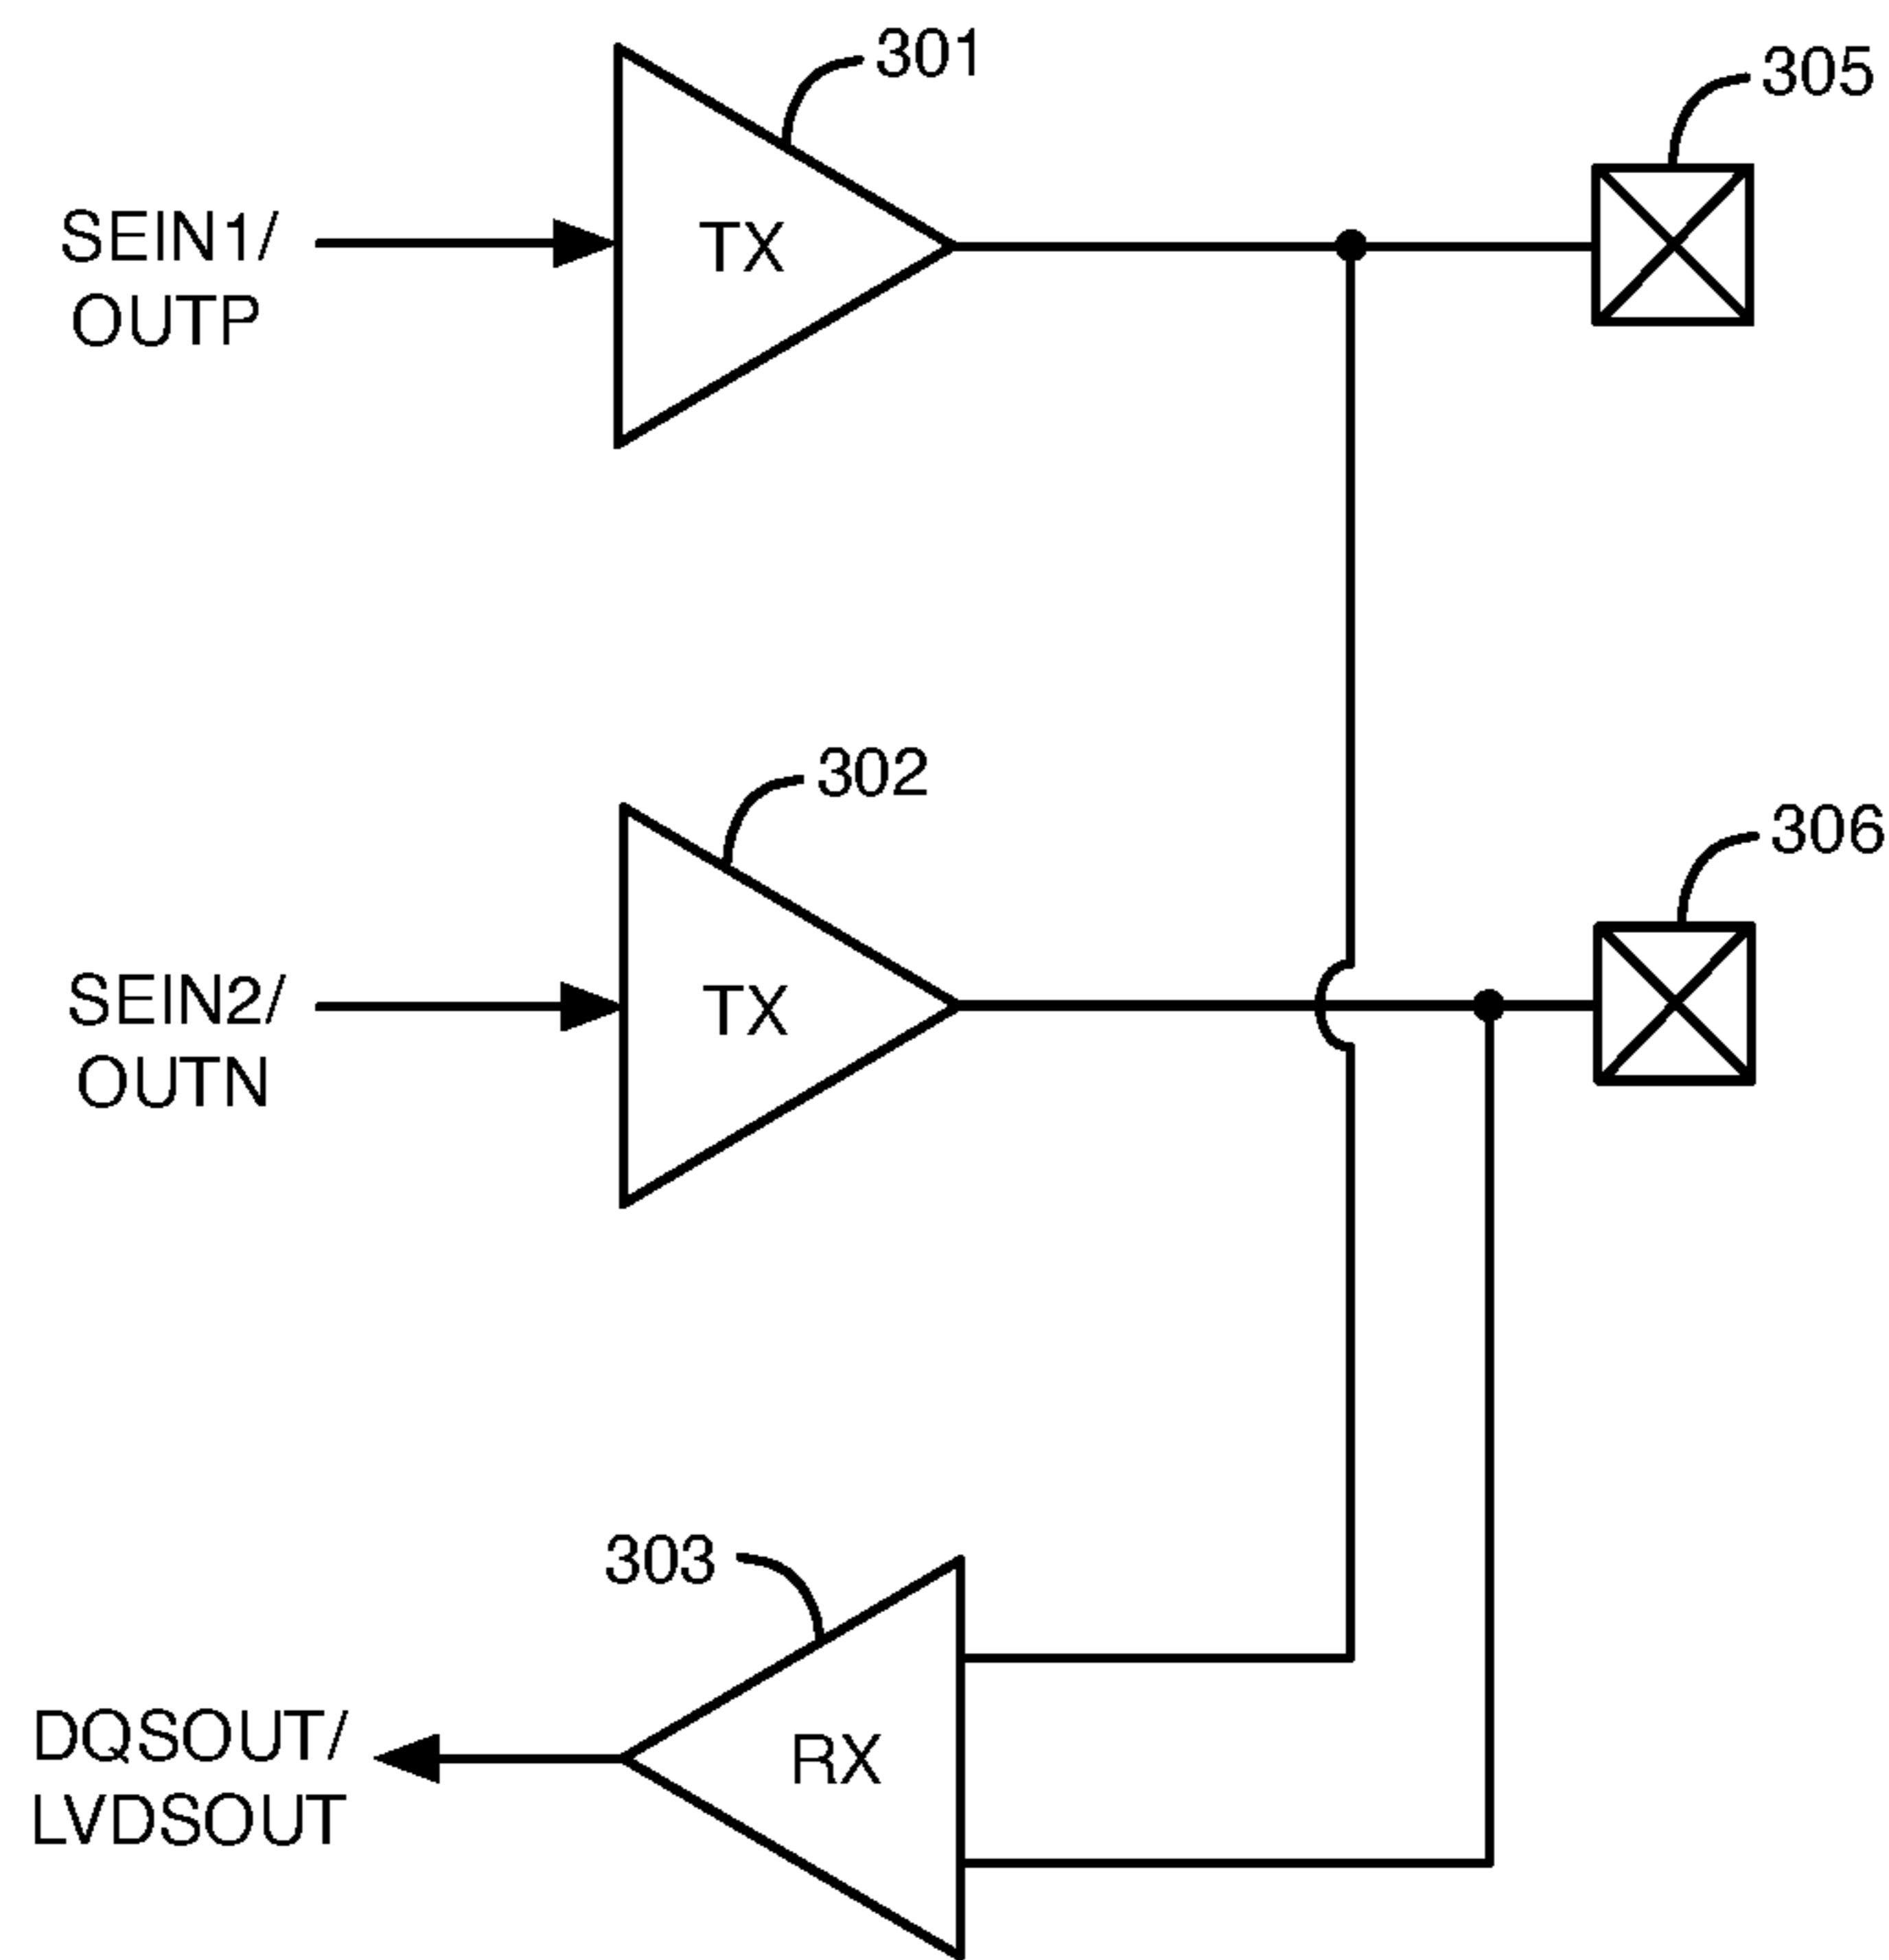 301
305
SEIN1/
OUTP
TX
302
306
SEIN2/
OUTN
TX
303
DQSOUT/
LVDSOUT
RX